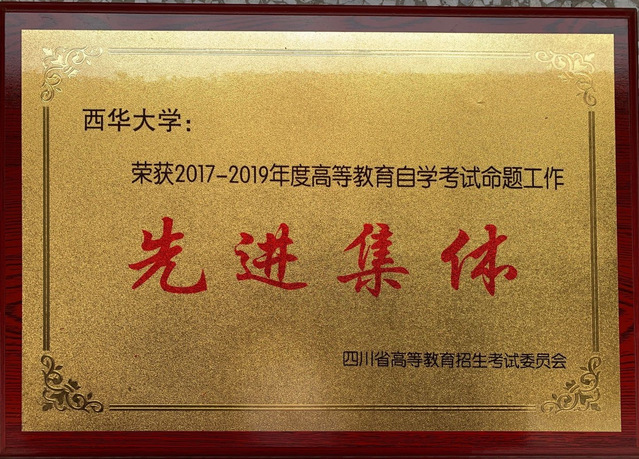 西华大学：
荣获2017-2019年度高等教育自学考试命题工作
先进集体
四川省高等教育招生考试委员会